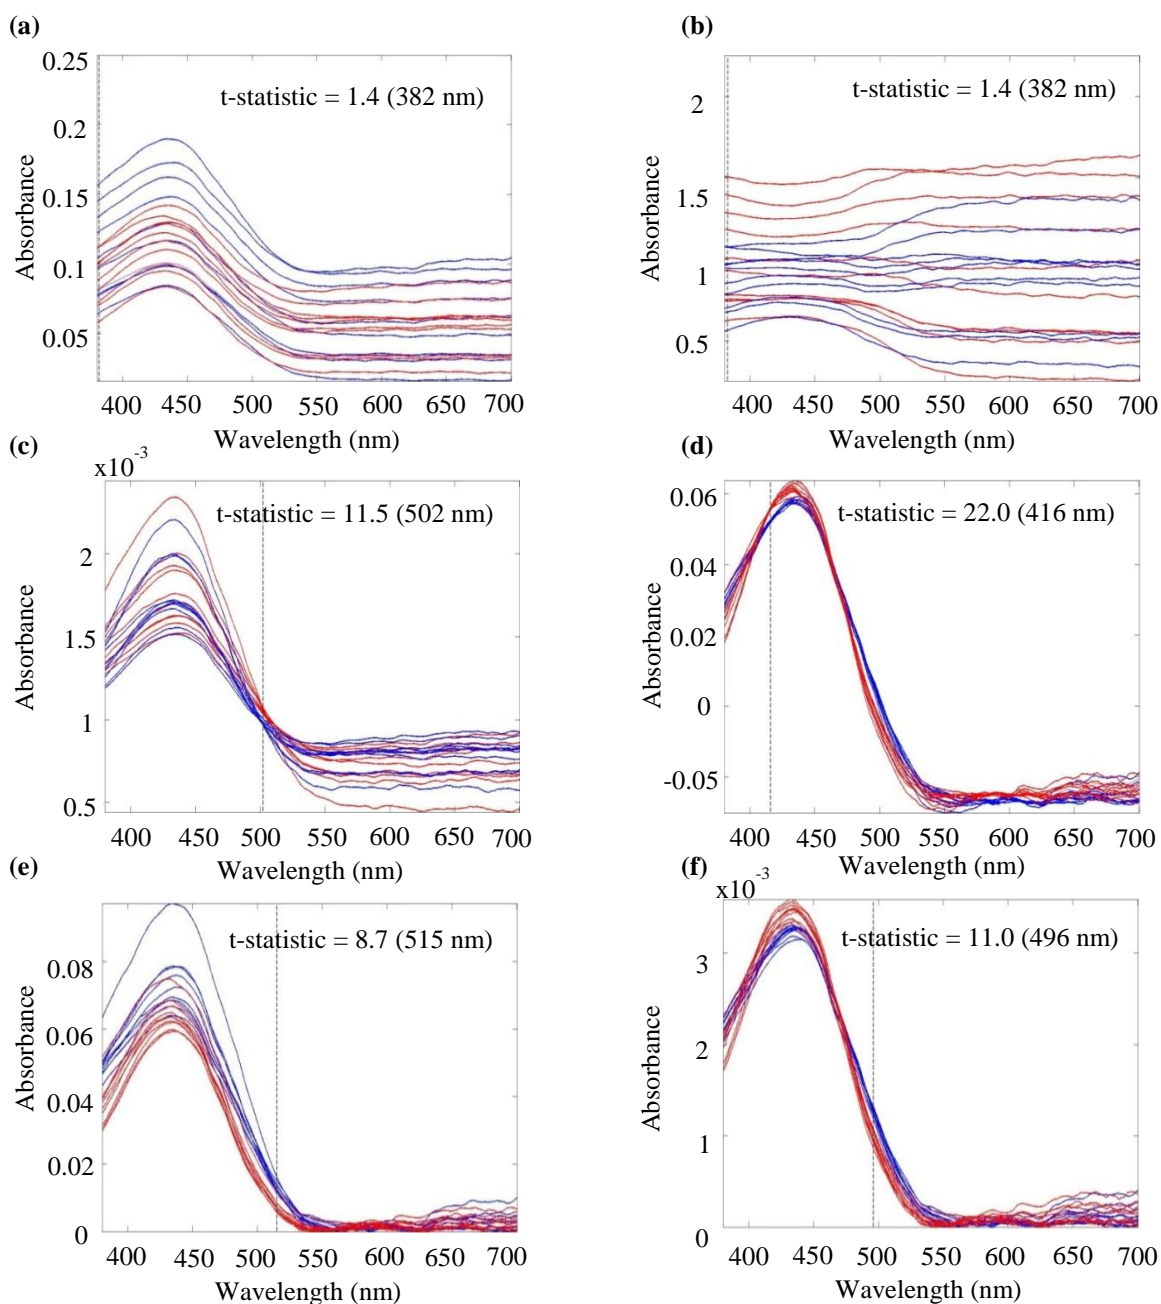 (a)
0.25
0.2
0.15
0.1
0.05
Absorbance
t-statistic = 1.4 (382 nm)
400 450 500 550 600 650 700
Wavelength (nm)
(b)
2
1.5
1
0.5
Absorbance
t-statistic = 1.4 (382 nm)
400 450 500 550 600 650 700
Wavelength (nm)
(c)
x10-3
2
1.5
1
0.5
Absorbance
t-statistic = 11.5 (502 nm)
400 450 500 550 600 650 700
Wavelength (nm)
(d)
0.06
0.04
0.02
0
-0.05
Absorbance
t-statistic = 22.0 (416 nm)
400 450 500 550 600 650 700
Wavelength (nm)
(e)
0.08
0.06
0.04
0.02
0
Absorbance
t-statistic = 8.7 (515 nm)
400 450 500 550 600 650 700
Wavelength (nm)
(f)
x10-3
3
2
1
0
Absorbance
t-statistic = 11.0 (496 nm)
400 450 500 550 600 650 700
Wavelength (nm)